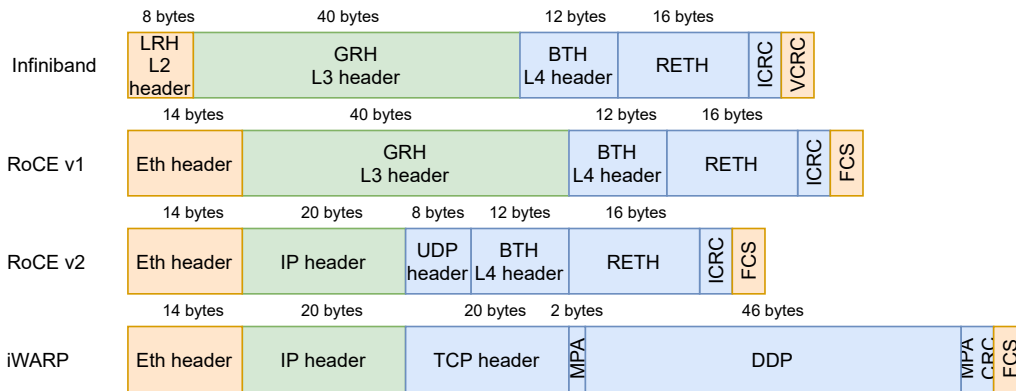 8 bytes 40 bytes 12 bytes 16 bytes
Infiniband
LRH
L2
header
GRH
L3 header
BTH
L4 header
RETH
ICRC
VCRC
14 bytes 40 bytes 12 bytes 16 bytes
RoCE v1
Eth header
GRH
L3 header
BTH
L4 header
RETH
ICRC
FCS
14 bytes 20 bytes 8 bytes 12 bytes 16 bytes
RoCE v2
Eth header
IP header
UDP
header
BTH
L4 header
RETH
ICRC
FCS
14 bytes 20 bytes 20 bytes 2 bytes 46 bytes
iWARP
Eth header
IP header
TCP header
MPA
DDP
MPA
CRC
FCS